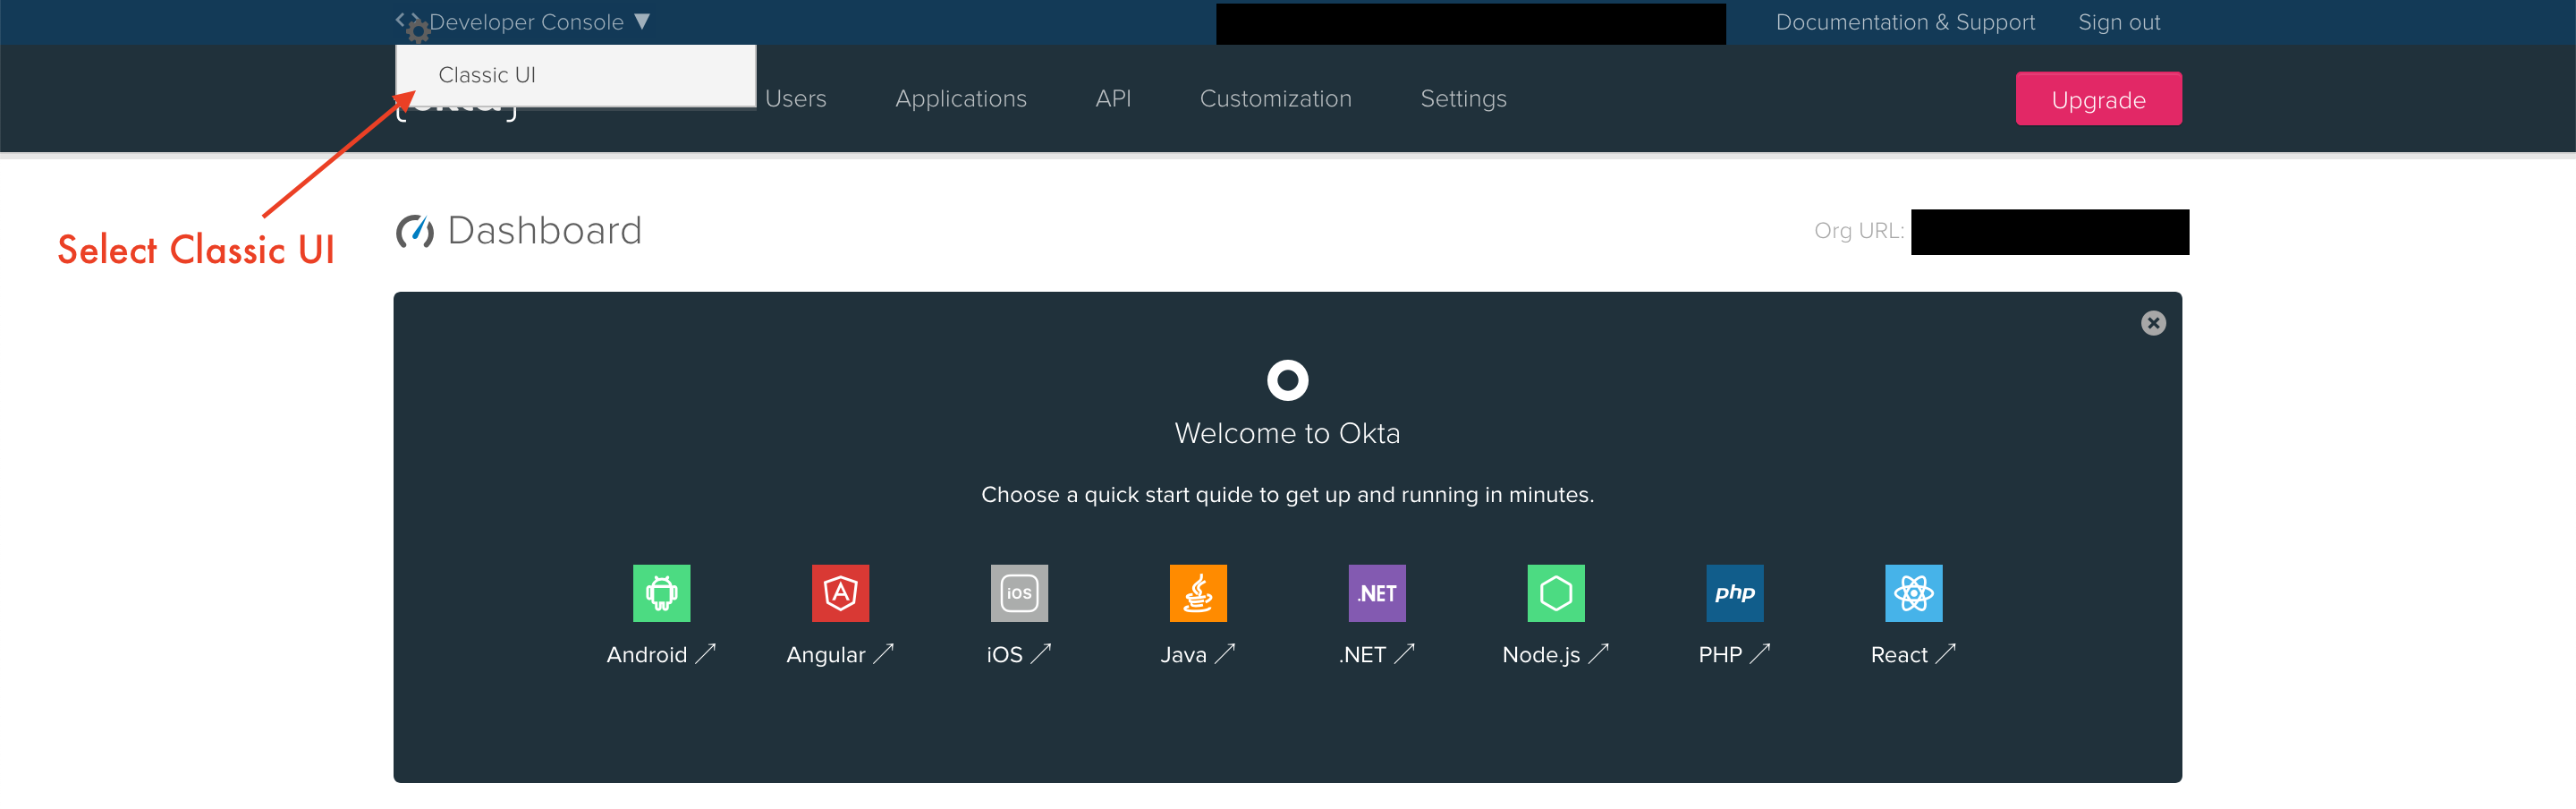 Developer Console ▼
Documentation & Support
Sign out
Classic UI
Users
Applications
API
Customization
Settings
Upgrade
Select Classic UI
Dashboard
Org URL:
Welcome to Okta
Choose a quick start quide to get up and running in minutes.
iOS
.NET
php
Android
Angular
iOS
Java
.NET
Node.js
PHP
React